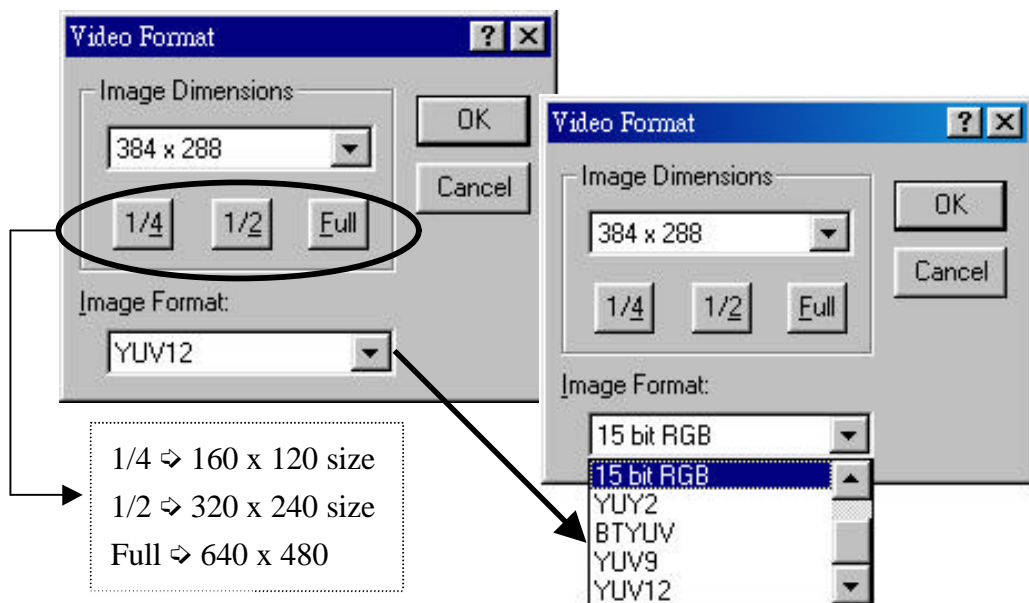 Video Format
Image Dimensions
384 x 288
1/4 1/2 Full
OK
Cancel
Image Format:
YUV12
1/4 ➪ 160 x 120 size
1/2 ➪ 320 x 240 size
Full ➪ 640 x 480
Video Format
Image Dimensions
384 x 288
1/4 1/2 Full
OK
Cancel
Image Format:
15 bit RGB
15 bit RGB
YUY2
BTYUV
YUV9
YUV12